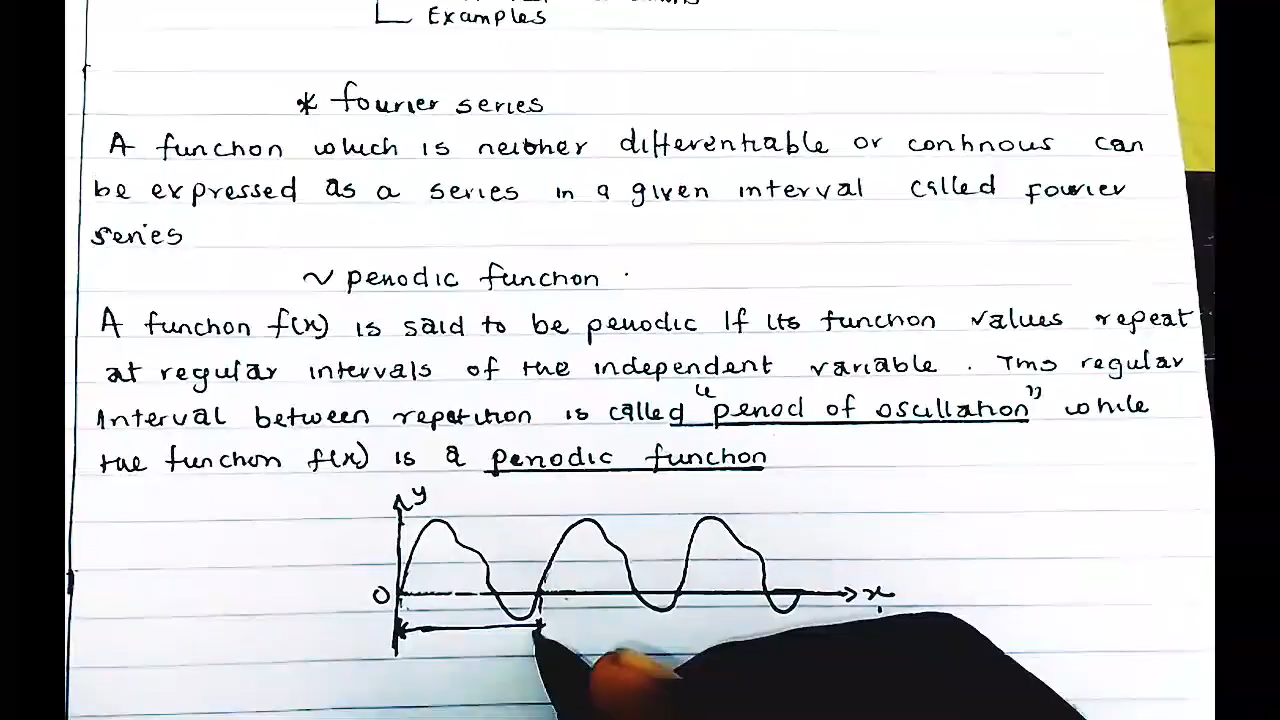 Examples
* fourier series
A function which is neither differentiable or continous can
be expressed as a series in a given interval called fourier
series
~ periodic function .
A function f(x) is said to be periodic If its function values repeat
at regular intervals of the independent variable . This regular
Interval between repetition is called "period of oscillation" while
the function f(x) is a periodic function
y
0
x